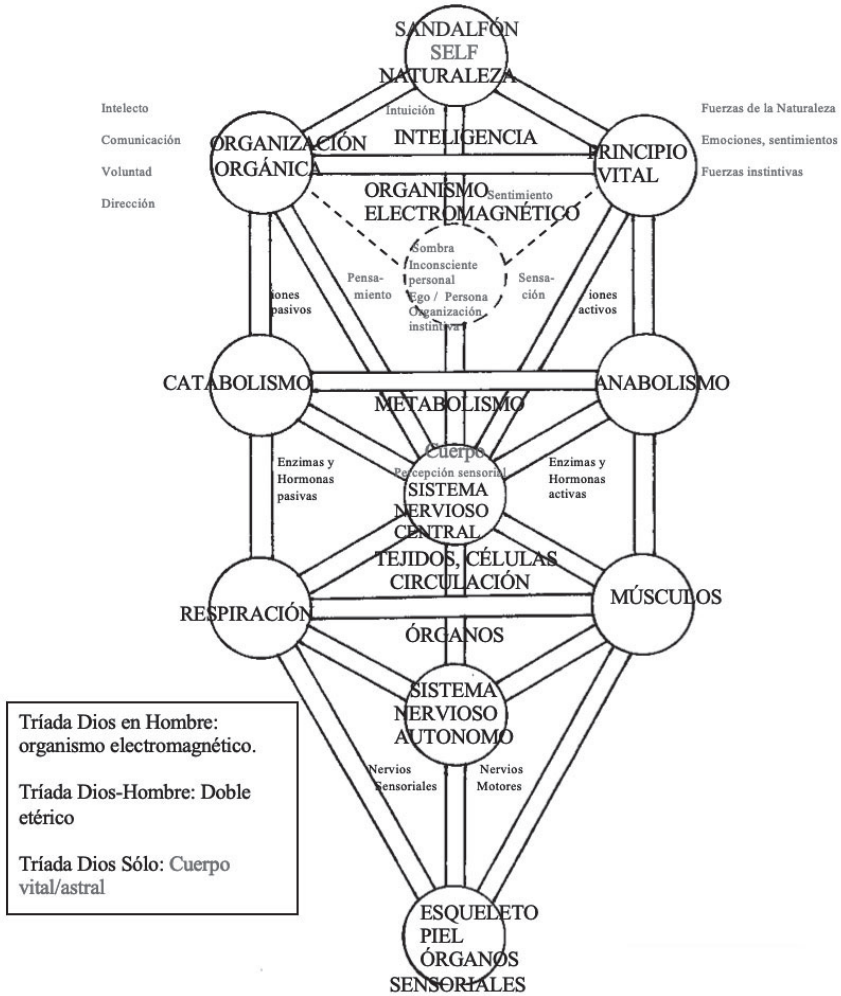 SANDALFÓN
SELF
NATURALEZA
Intelecto
Comunicación
Voluntad
Dirección
Intuición
INTELIGENCIA
Fuerzas de la Naturaleza
Emociones, sentimientos
Fuerzas instintivas
ORGANIZACIÓN
ORGÁNICA
PRINCIPIO
VITAL
ORGANISMO
ELECTROMAGNÉTICO
Sentimiento
Sombra
Inconsciente
personal
Ego / Persona
Organización
instintiva
Pensa-
miento
Sensa-
ción
iones
pasivos
iones
activos
CATABOLISMO
ANABOLISMO
METABOLISMO
Enzimas y
Hormonas
pasivas
Cuerpo
Percepción sensorial
SISTEMA
NERVIOSO
CENTRAL
Enzimas y
Hormonas
activas
TEJIDOS, CÉLULAS
CIRCULACIÓN
RESPIRACIÓN
MÚSCULOS
ÓRGANOS
SISTEMA
NERVIOSO
AUTONOMO
Nervios
Sensoriales
Nervios
Motores
Tríada Dios en Hombre:
organismo electromagnético.
Tríada Dios-Hombre: Doble
etérico
Tríada Dios Sólo: Cuerpo
vital/astral
ESQUELETO
PIEL
ÓRGANOS
SENSORIALES